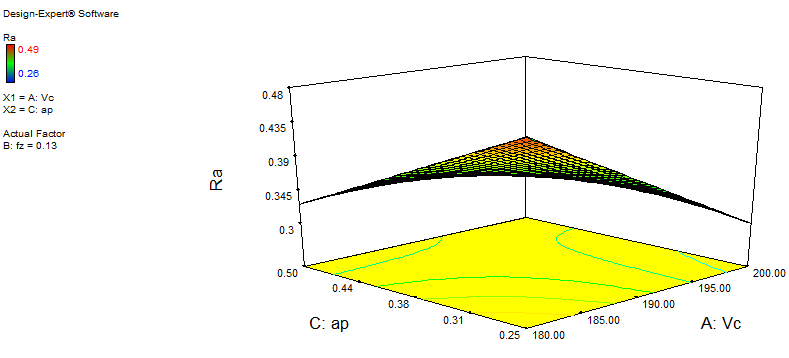 Design-Expert® Software
Ra
0.49
0.26
X1 = A: Vc
X2 = C: ap
Actual Factor
B: fz = 0.13
0.48
0.435
0.39
0.345
0.3
Ra
0.50
0.44
0.38
0.31
0.25
180.00
185.00
190.00
195.00
200.00
C: ap
A: Vc